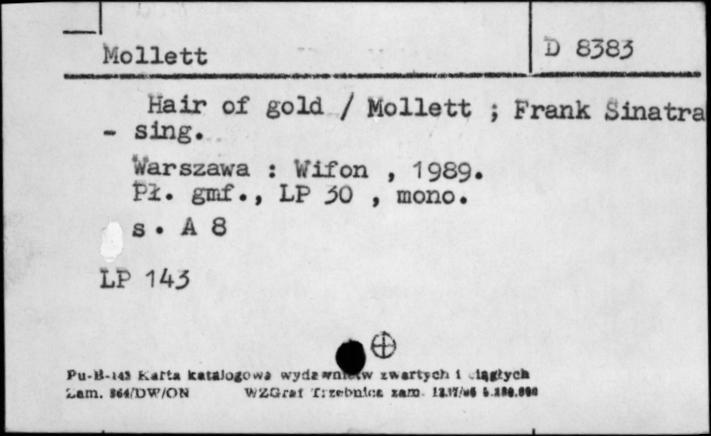 Mollett D 8383
Hair of gold / Mollett ; Frank Sinatra
- sing.
Warszawa : Wifon , 1989.
Pł. gmf., LP 30 , mono.
s. A 8
LP 143
Pu-B-143 Karta katalogowa wydawnictw zwartych i ciągłych
Zam. 864/DW/ON WZGraf Trzebnica zam.